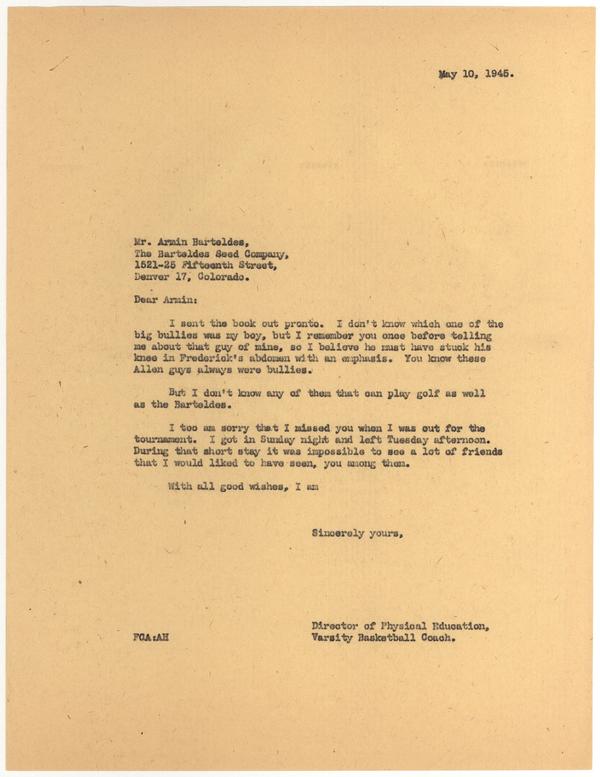 May 10, 1945.
Mr. Armin Barteldes,
The Barteldes Seed Company,
1521-25 Fifteenth Street,
Denver 17, Colorado.
Dear Armin:
I sent the book out pronto. I don't know which one of the
big bullies was my boy, but I remember you once before telling
me about that guy of mine, so I believe he must have stuck his
knee in Frederick's abdomen with an emphasis. You know these
Allen guys always were bullies.
But I don't know any of them that can play golf as well
as the Barteldes.
I too am sorry that I missed you when I was out for the
tournament. I got in Sunday night and left Tuesday afternoon.
During that short stay it was impossible to see a lot of friends
that I would liked to have seen, you among them.
With all good wishes, I am
Sincerely yours,
Director of Physical Education,
FCA:AH Varsity Basketball Coach.